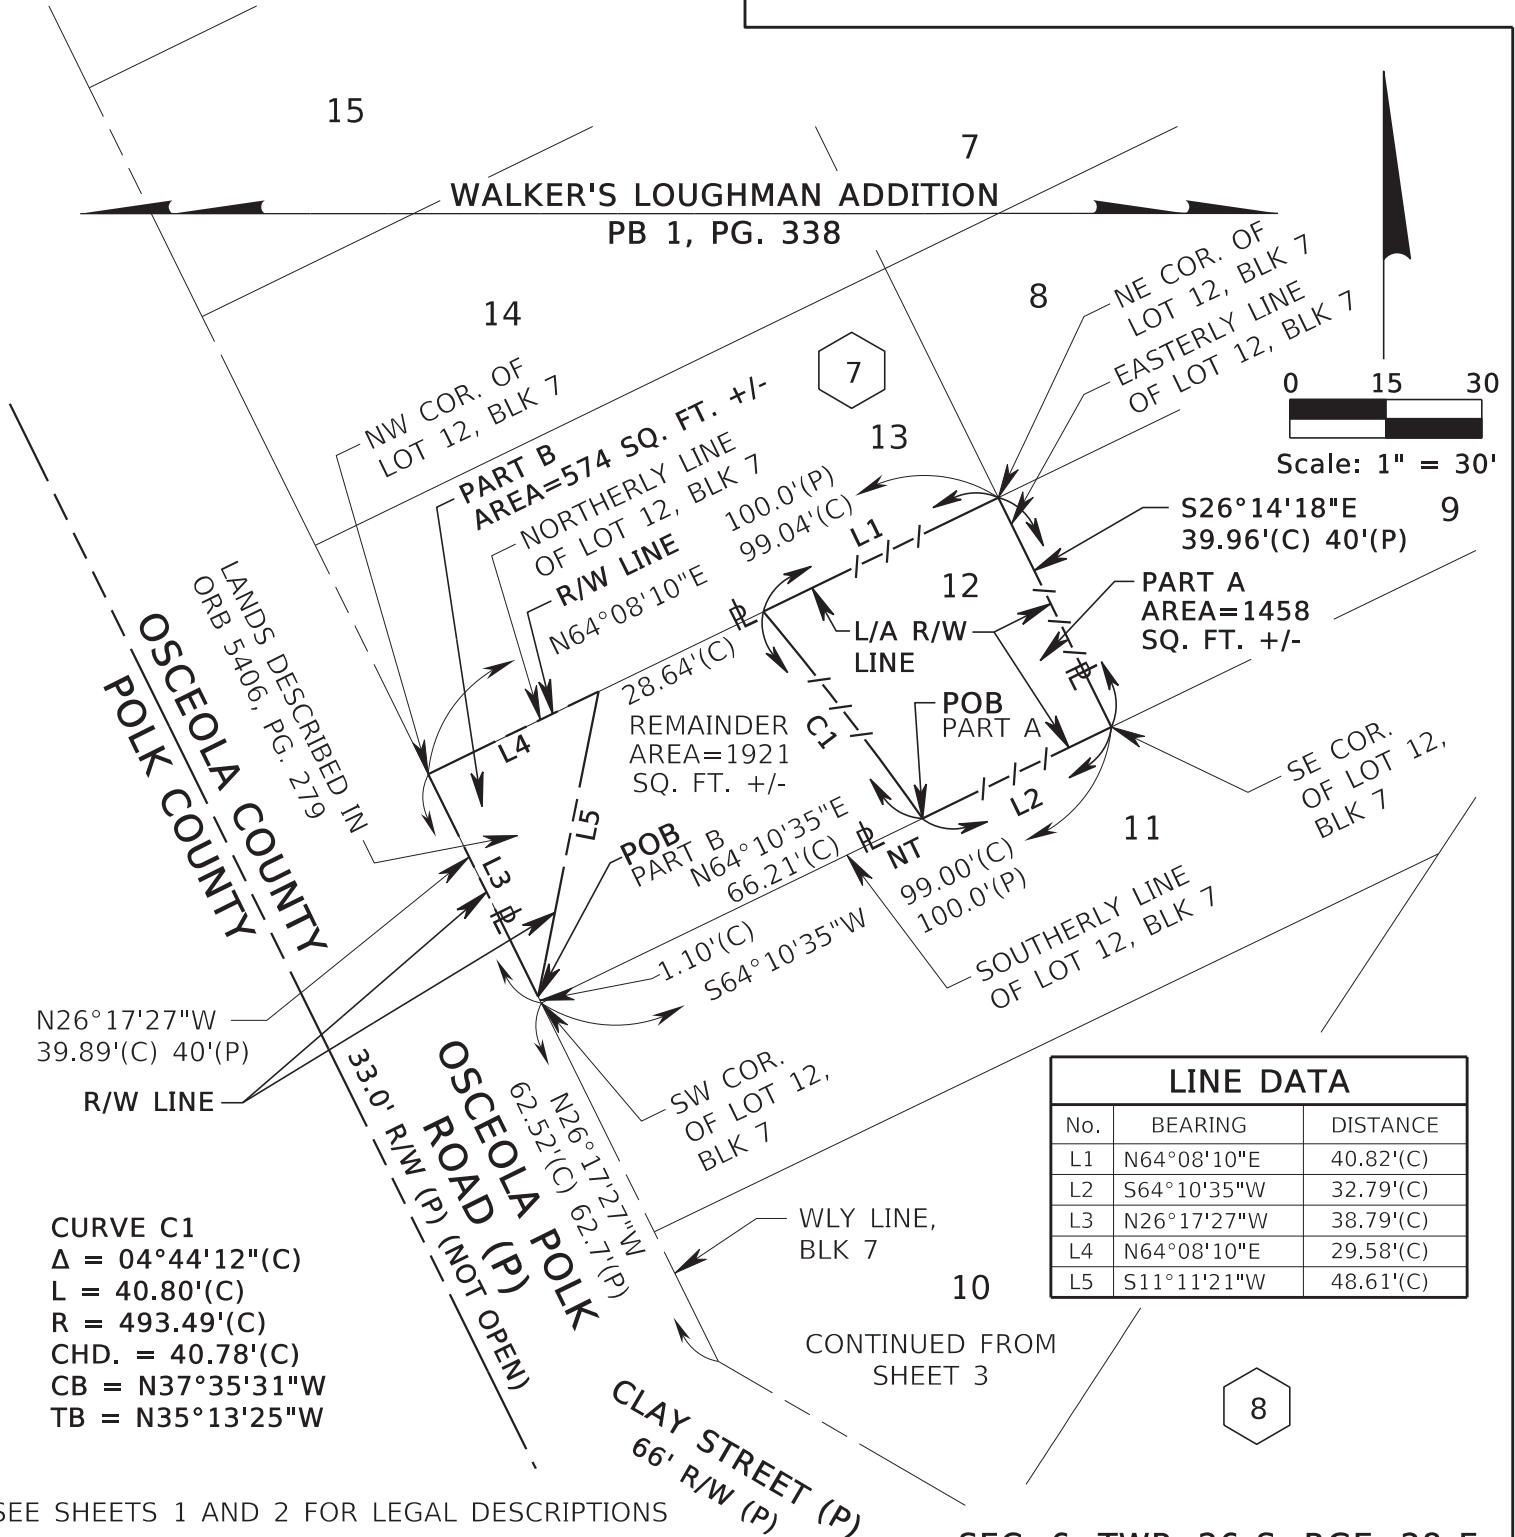 15
7
WALKER'S LOUGHMAN ADDITION
PB 1, PG. 338
14
8
NE COR. OF
LOT 12, BLK 7
EASTERLY LINE
OF LOT 12, BLK 7
NW COR. OF
LOT 12, BLK 7
7
0 15 30
Scale: 1" = 30'
PART B
AREA=574 SQ. FT. +/-
NORTHERLY LINE
OF LOT 12, BLK 7
R/W LINE
N64°08'10"E
100.0'(P)
99.04'(C)
13
L1
S26°14'18"E
39.96'(C) 40'(P)
9
12
PART A
AREA=1458
SQ. FT. +/-
L/A R/W
LINE
PL
PL
28.64'(C)
LANDS DESCRIBED IN
ORB 5406, PG. 279
OSCEOLA COUNTY
POLK COUNTY
L4
REMAINDER
AREA=1921
SQ. FT. +/-
C1
POB
PART A
L2
SE COR.
OF LOT 12,
BLK 7
11
L5
L3
PL
POB
PART B
N64°10'35"E
66.21'(C)
PL
NT
99.00'(C)
100.0'(P)
SOUTHERLY LINE
OF LOT 12, BLK 7
1.10'(C)
S64°10'35"W
N26°17'27"W
39.89'(C) 40'(P)
R/W LINE
33.0' R/W (P) (NOT OPEN)
OSCEOLA POLK
ROAD (P)
N26°17'27"W
62.52'(C) 62.7'(P)
SW COR.
OF LOT 12,
BLK 7
LINE DATA
No. BEARING DISTANCE
L1 N64°08'10"E 40.82'(C)
L2 S64°10'35"W 32.79'(C)
L3 N26°17'27"W 38.79'(C)
L4 N64°08'10"E 29.58'(C)
L5 S11°11'21"W 48.61'(C)
WLY LINE,
BLK 7
10
CONTINUED FROM
SHEET 3
8
CURVE C1
Δ = 04°44'12"(C)
L = 40.80'(C)
R = 493.49'(C)
CHD. = 40.78'(C)
CB = N37°35'31"W
TB = N35°13'25"W
CLAY STREET (P)
66' R/W (P)
SEE SHEETS 1 AND 2 FOR LEGAL DESCRIPTIONS